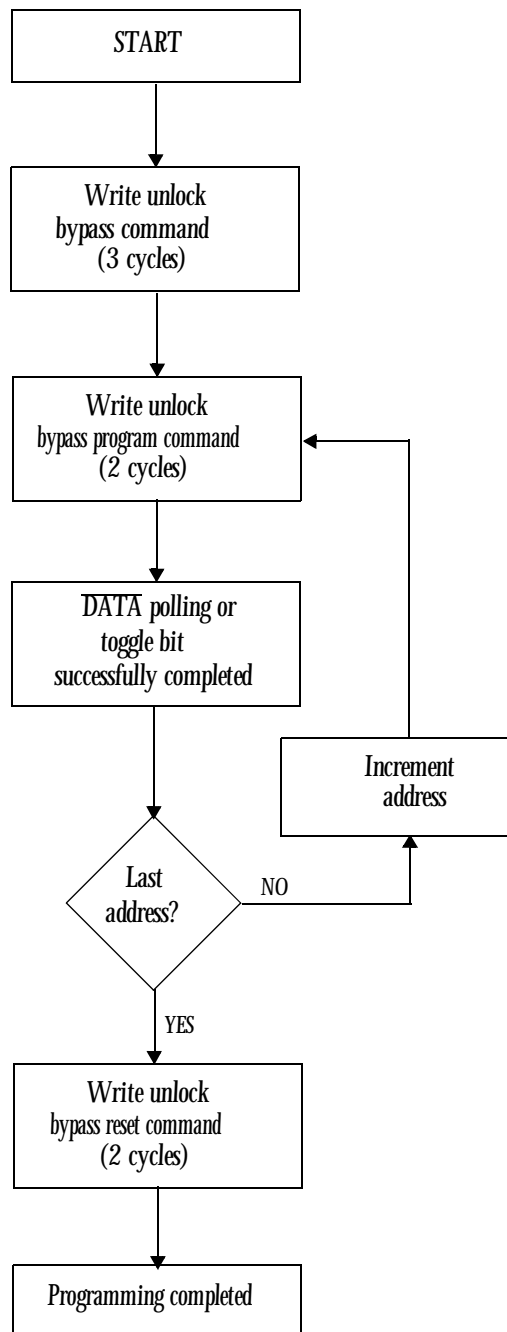 START
Write unlock
bypass command
(3 cycles)
Write unlock
bypass program command
(2 cycles)
DATA polling or
toggle bit
successfully completed
Increment
address
Last
address?
NO
YES
Write unlock
bypass reset command
(2 cycles)
Programming completed